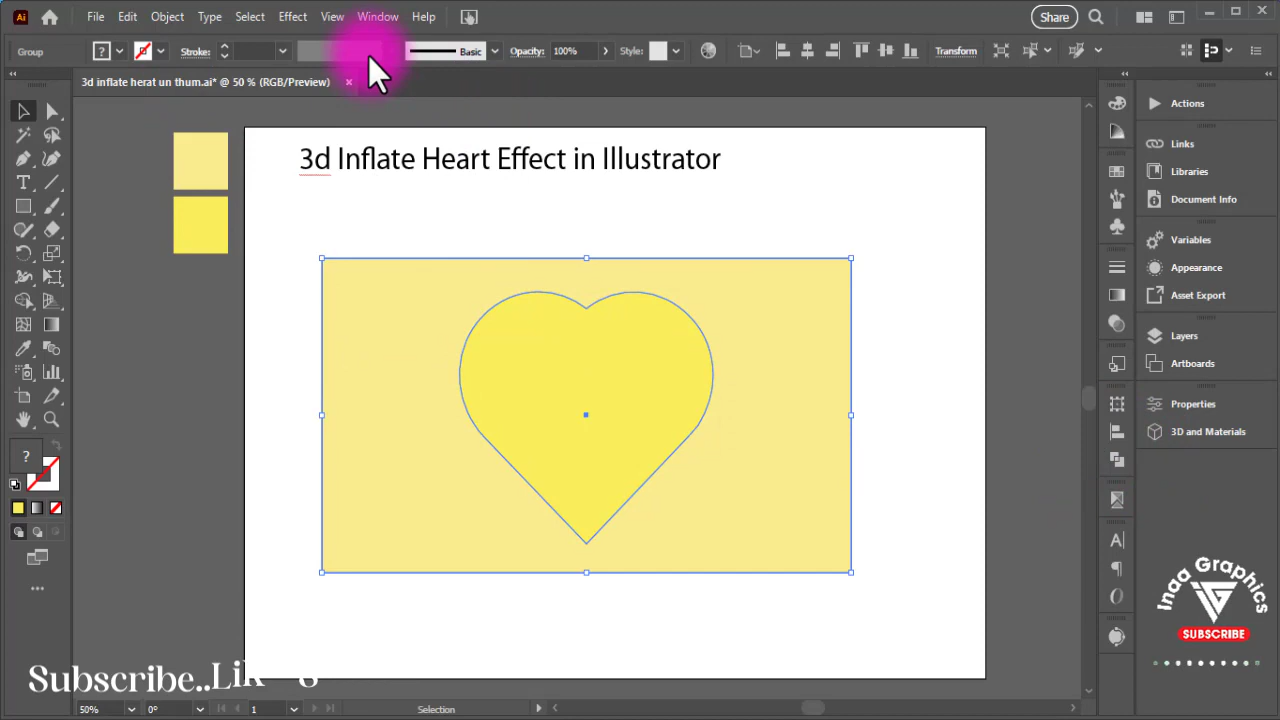 Ai File Edit Object Type Select Effect View Window Help Share
Group ? Stroke: Basic Opacity: 100% Style: Transform
3d inflate herat un thum.ai* @ 50 % (RGB/Preview) ×
3d Inflate Heart Effect in Illustrator
Actions
Links
Libraries
Document Info
Variables
Appearance
Asset Export
Layers
Artboards
Properties
3D and Materials
?
Inaa Graphics
SUBSCRIBE
Subscribe..Lik
50% 0° 1 Selection